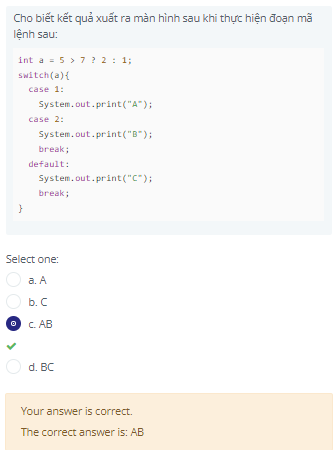 Cho biết kết quả xuất ra màn hình sau khi thực hiện đoạn mã
lệnh sau:
int a = 5 > 7 ? 2 : 1;
switch(a){
case 1:
System.out.print("A");
case 2:
System.out.print("B");
break;
default:
System.out.print("C");
break;
}
Select one:
a. A
b. C
c. AB
d. BC
Your answer is correct.
The correct answer is: AB